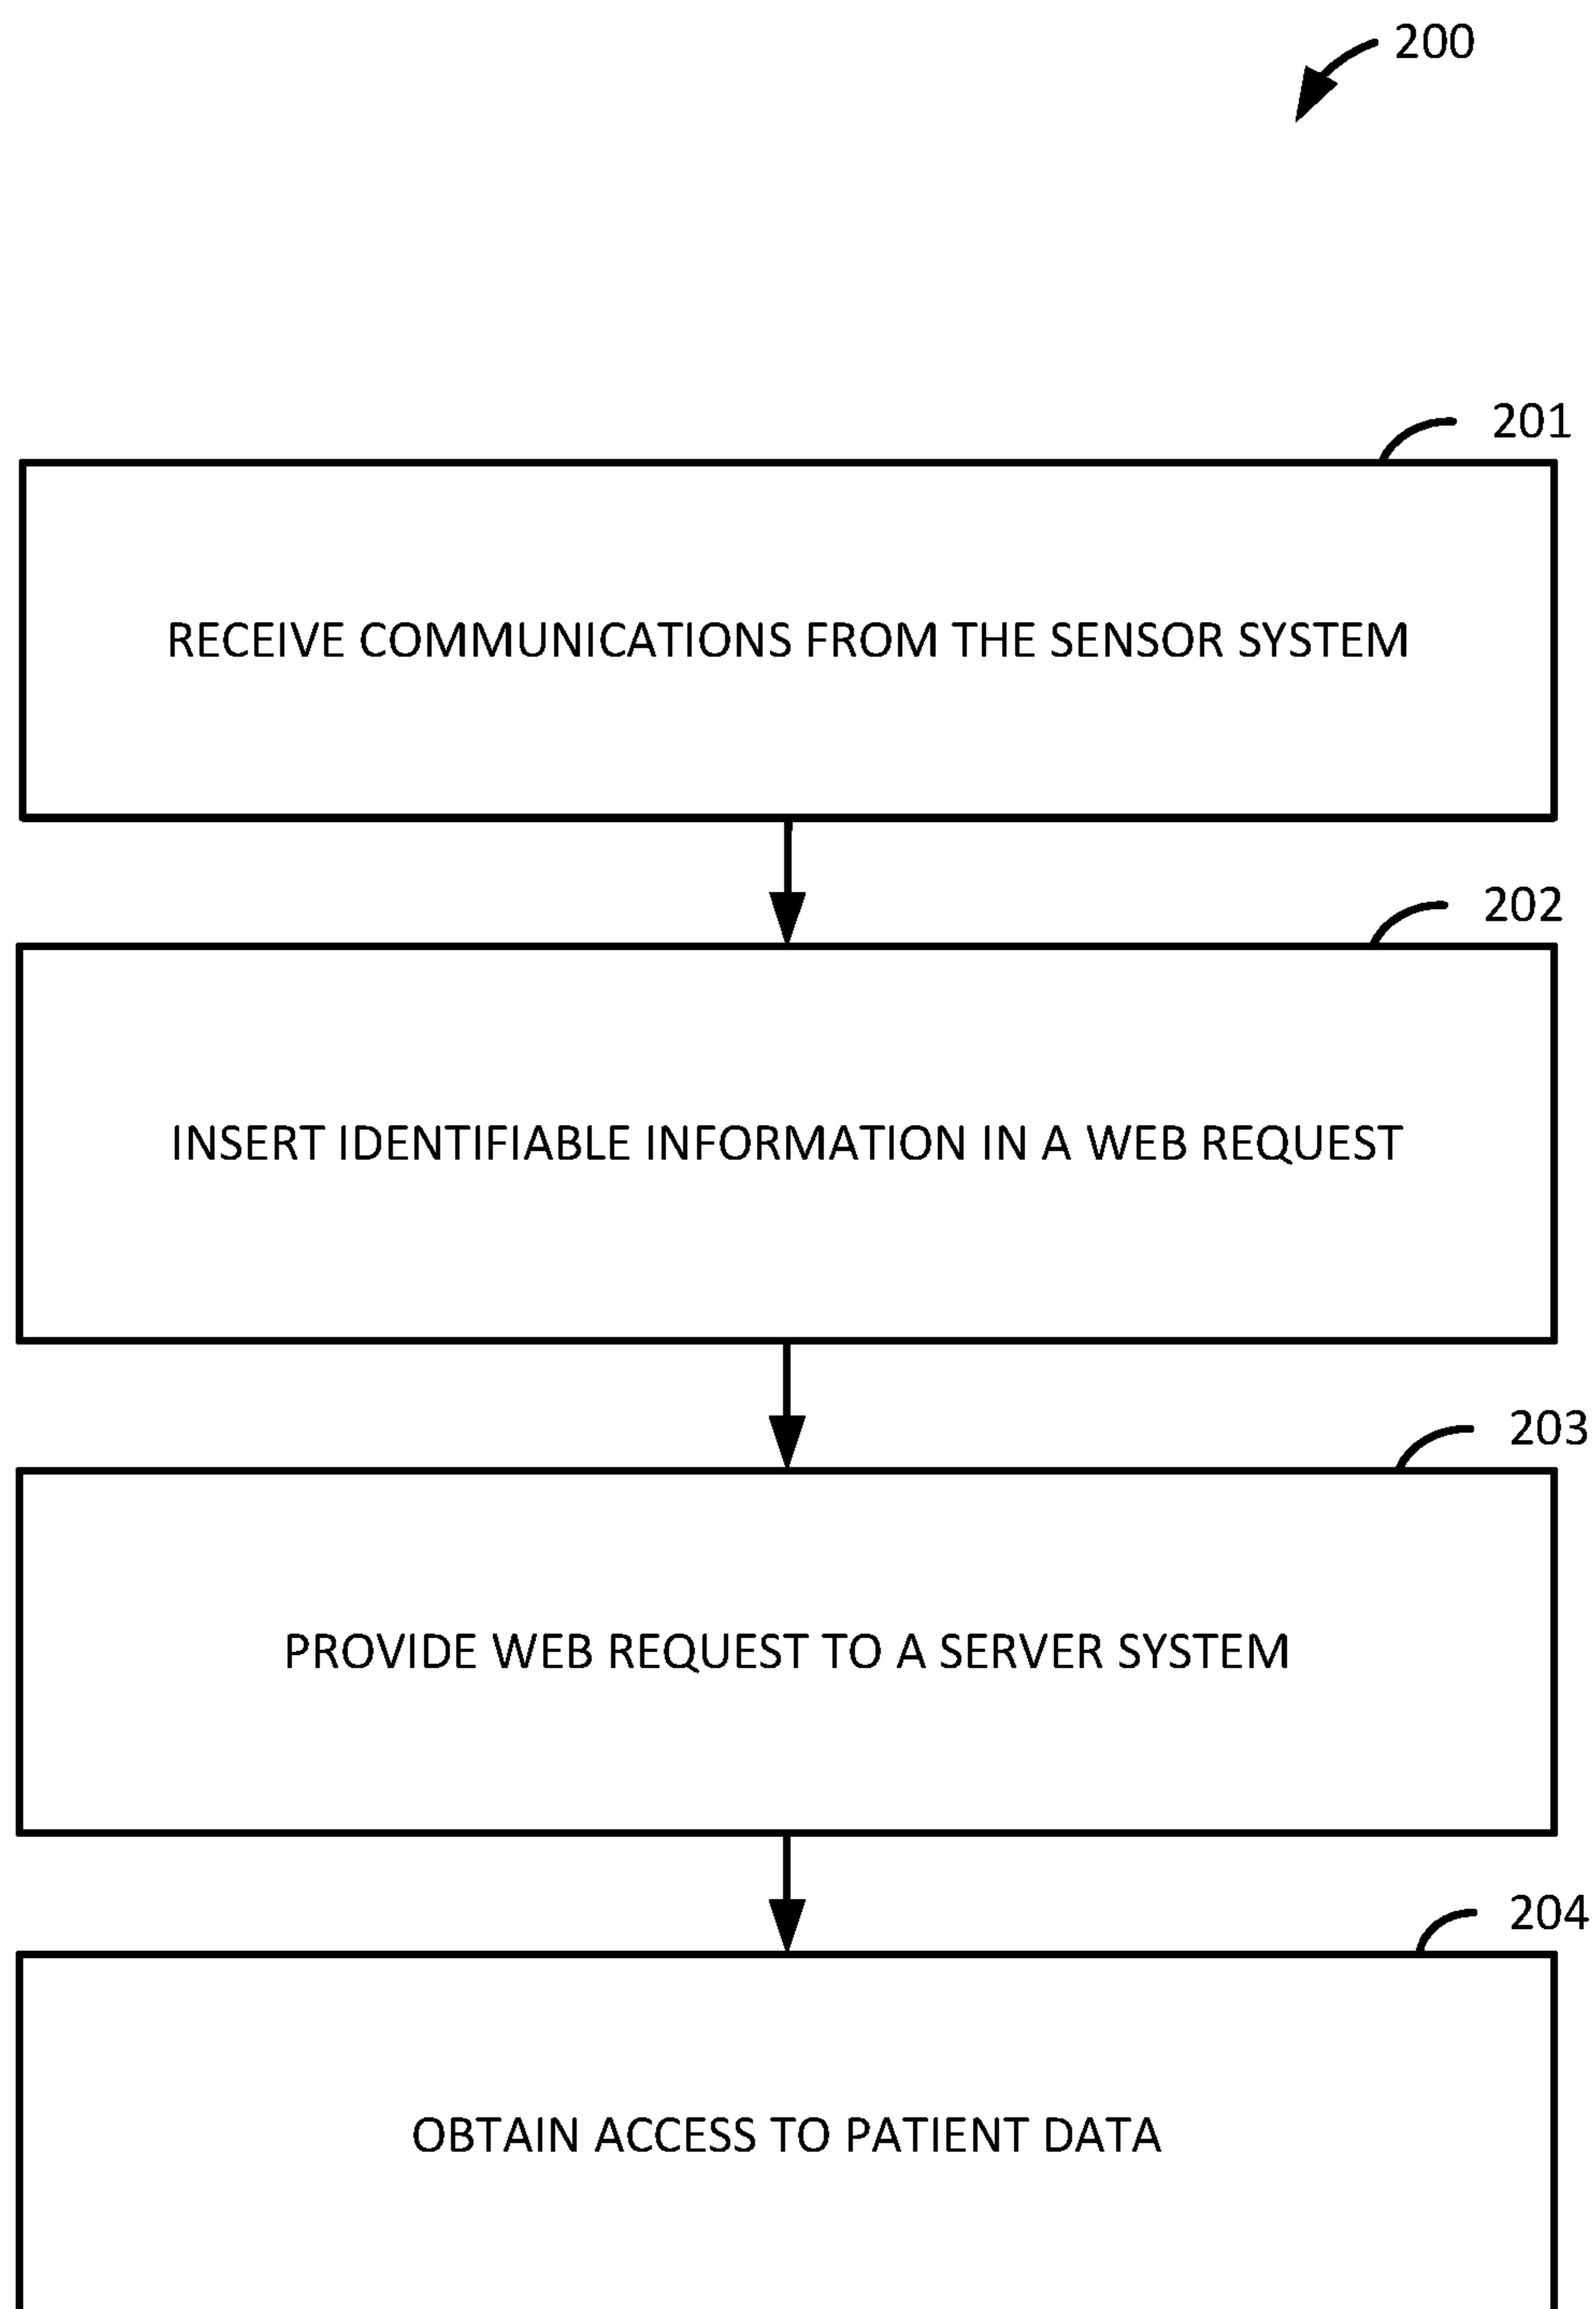 200
201
RECEIVE COMMUNICATIONS FROM THE SENSOR SYSTEM
202
INSERT IDENTIFIABLE INFORMATION IN A WEB REQUEST
203
PROVIDE WEB REQUEST TO A SERVER SYSTEM
204
OBTAIN ACCESS TO PATIENT DATA